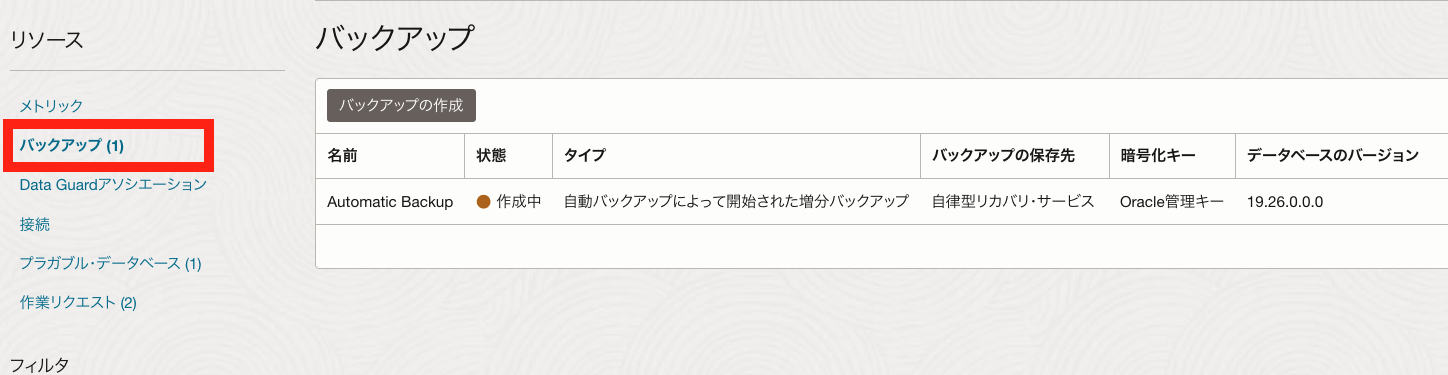 リソース
メトリック
バックアップ (1)
Data Guardアソシエーション
接続
プラガブル・データベース (1)
作業リクエスト (2)
フィルタ
バックアップ
バックアップの作成
名前 状態 タイプ バックアップの保存先 暗号化キー データベースのバージョン
Automatic Backup 作成中 自動バックアップによって開始された増分バックアップ 自律型リカバリ・サービス Oracle管理キー 19.26.0.0.0